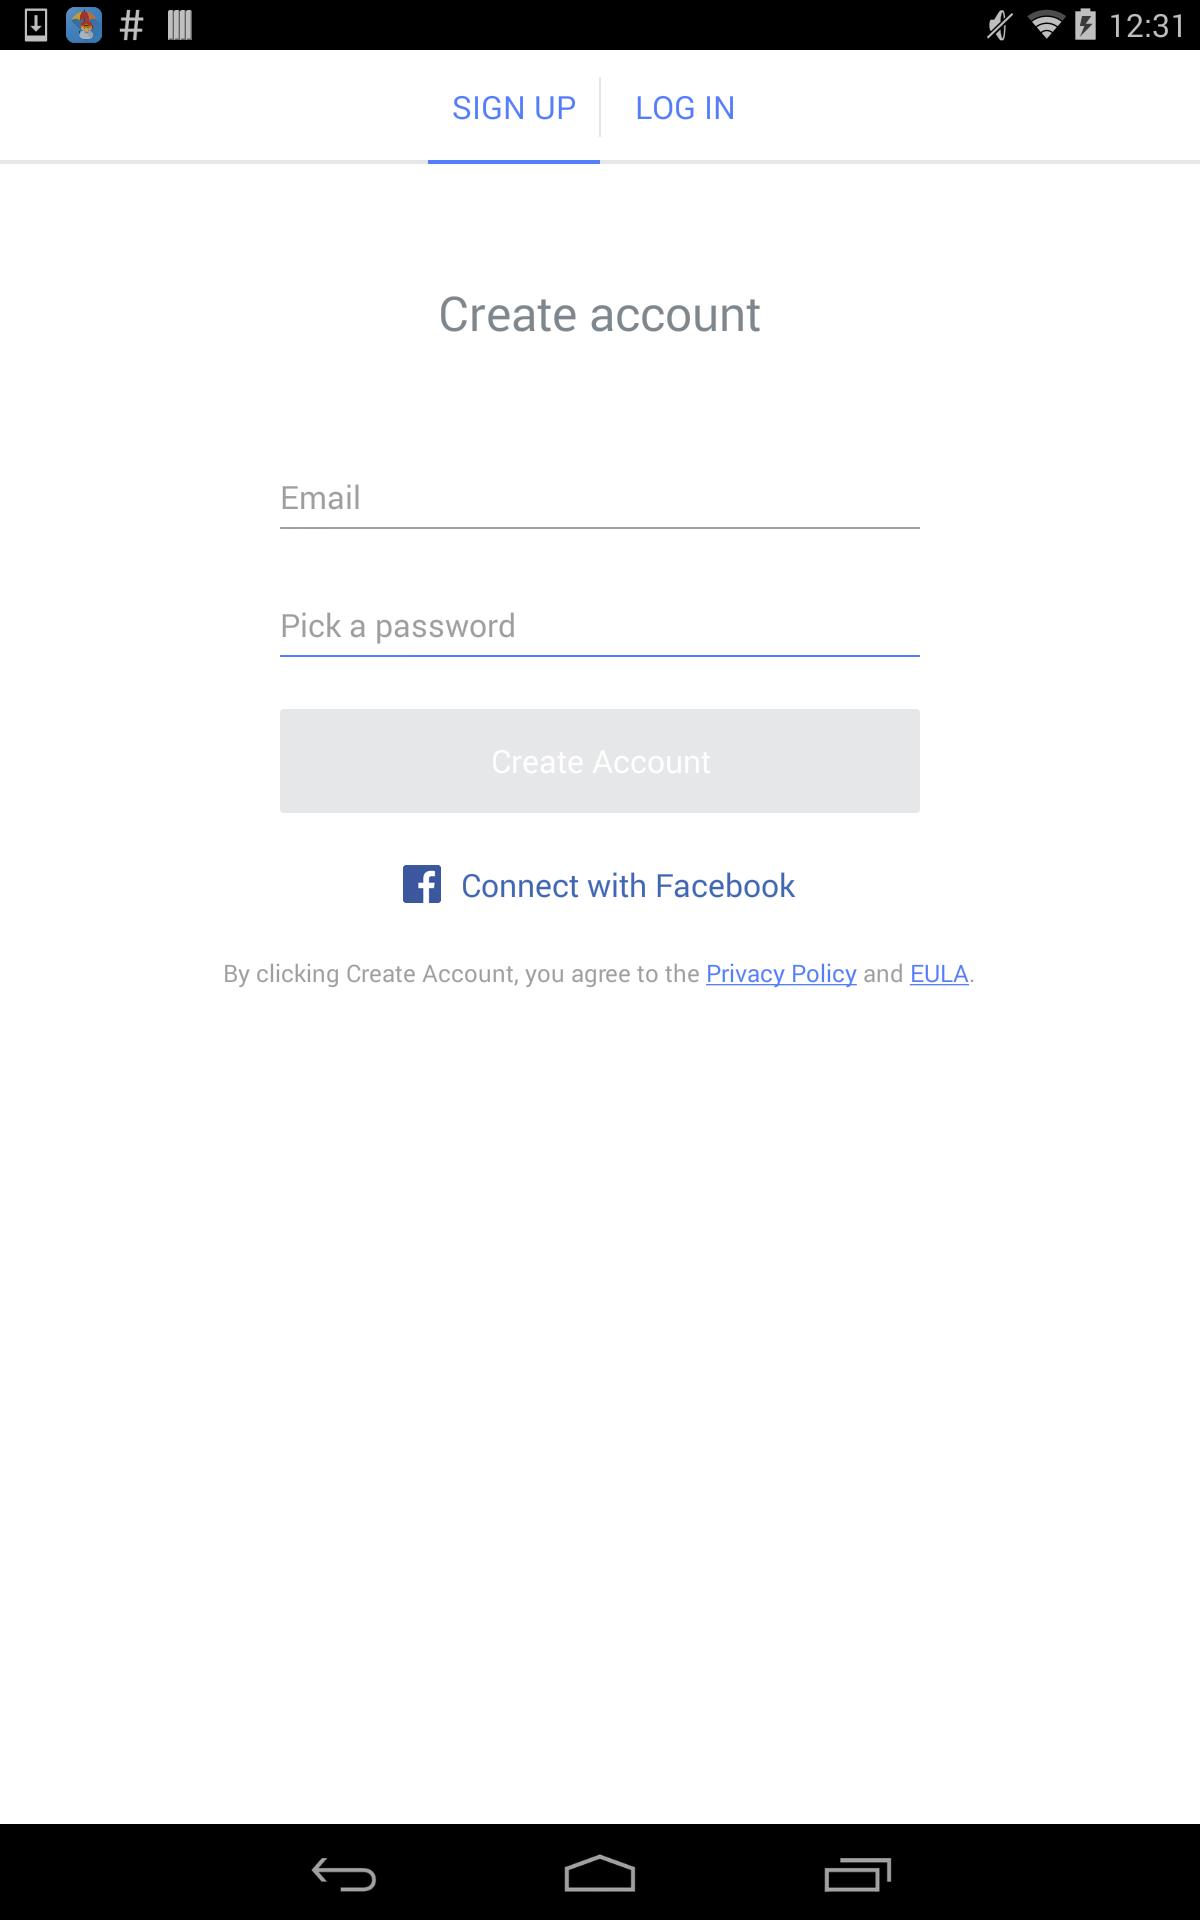 # 12:31
SIGN UP LOG IN
Create account
Email
Pick a password
Create Account
Connect with Facebook
By clicking Create Account, you agree to the Privacy Policy and EULA.